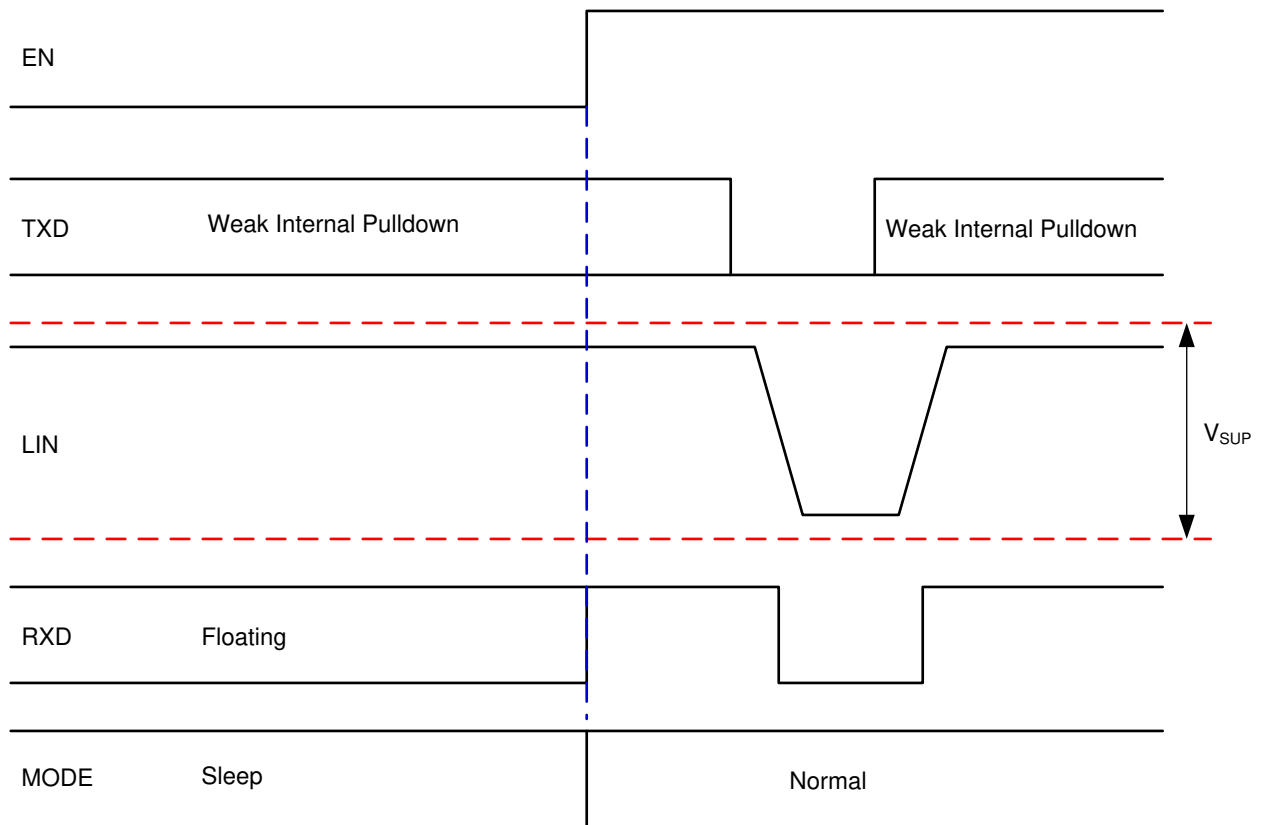 EN
TXD
Weak Internal Pulldown
Weak Internal Pulldown
LIN
VSUP
RXD
Floating
MODE
Sleep
Normal